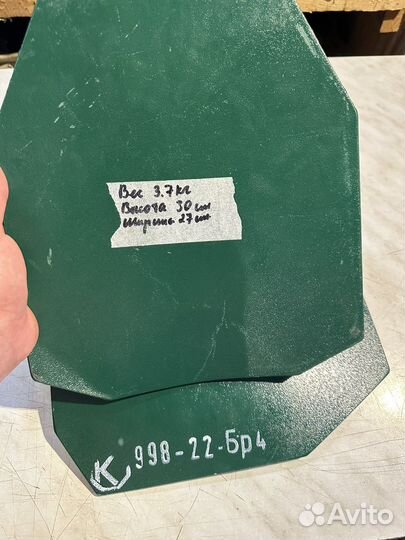 Вес 3.7кг
Высота 30 см
Ширина 27 см
К 998-22-Бр4
Avito